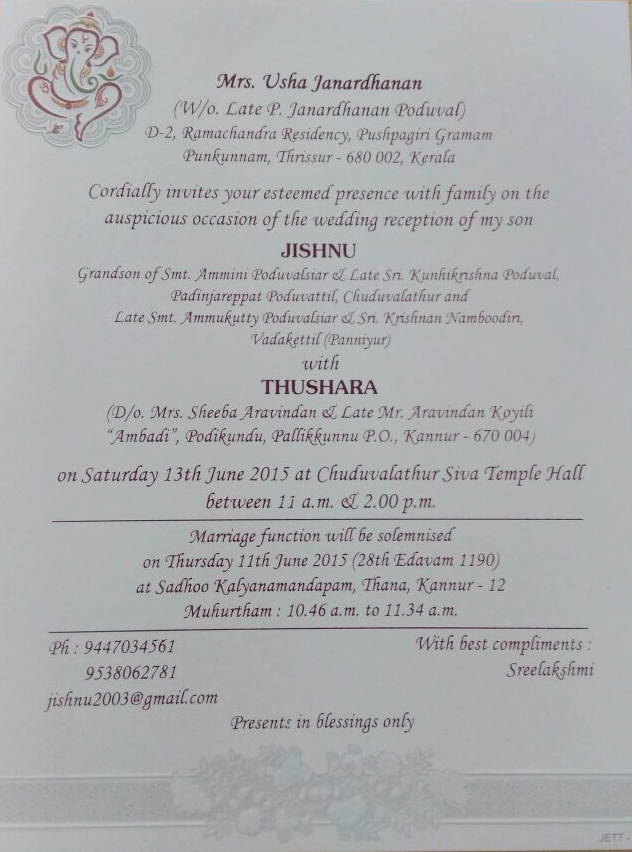 Mrs. Usha Janardhanan
(W/o. Late P. Janardhanan Poduval)
D-2, Ramachandra Residency, Pushpagiri Gramam
Punkunnam, Thrissur - 680 002, Kerala
Cordially invites your esteemed presence with family on the
auspicious occasion of the wedding reception of my son
JISHNU
Grandson of Smt. Ammini Poduvalsiar & Late Sri. Kunhikrishna Poduval,
Padinjareppat Poduvattil, Chuduvalathur and
Late Smt. Ammukutty Poduvalsiar & Sri. Krishnan Namboodiri,
Vadakettil (Panniyur)
with
THUSHARA
(D/o. Mrs. Sheeba Aravindan & Late Mr. Aravindan Koyili
"Ambadi", Podikundu, Pallikkunnu P.O., Kannur - 670 004)
on Saturday 13th June 2015 at Chuduvalathur Siva Temple Hall
between 11 a.m. & 2.00 p.m.
Marriage function will be solemnised
on Thursday 11th June 2015 (28th Edavam 1190)
at Sadhoo Kalyanamandapam, Thana, Kannur - 12
Muhurtham : 10.46 a.m. to 11.34 a.m.
Ph : 9447034561 With best compliments :
9538062781 Sreelakshmi
jishnu2003@gmail.com
Presents in blessings only
JETT -